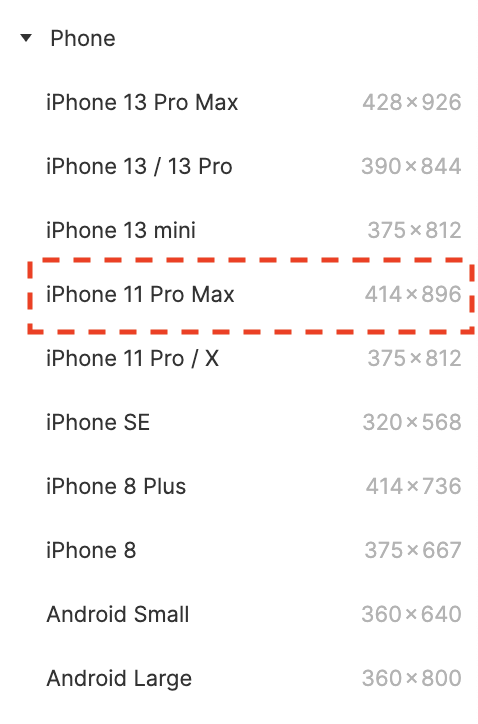 Phone
iPhone 13 Pro Max 428×926
iPhone 13 / 13 Pro 390×844
iPhone 13 mini 375×812
iPhone 11 Pro Max 414×896
iPhone 11 Pro / X 375×812
iPhone SE 320×568
iPhone 8 Plus 414×736
iPhone 8 375×667
Android Small 360×640
Android Large 360×800